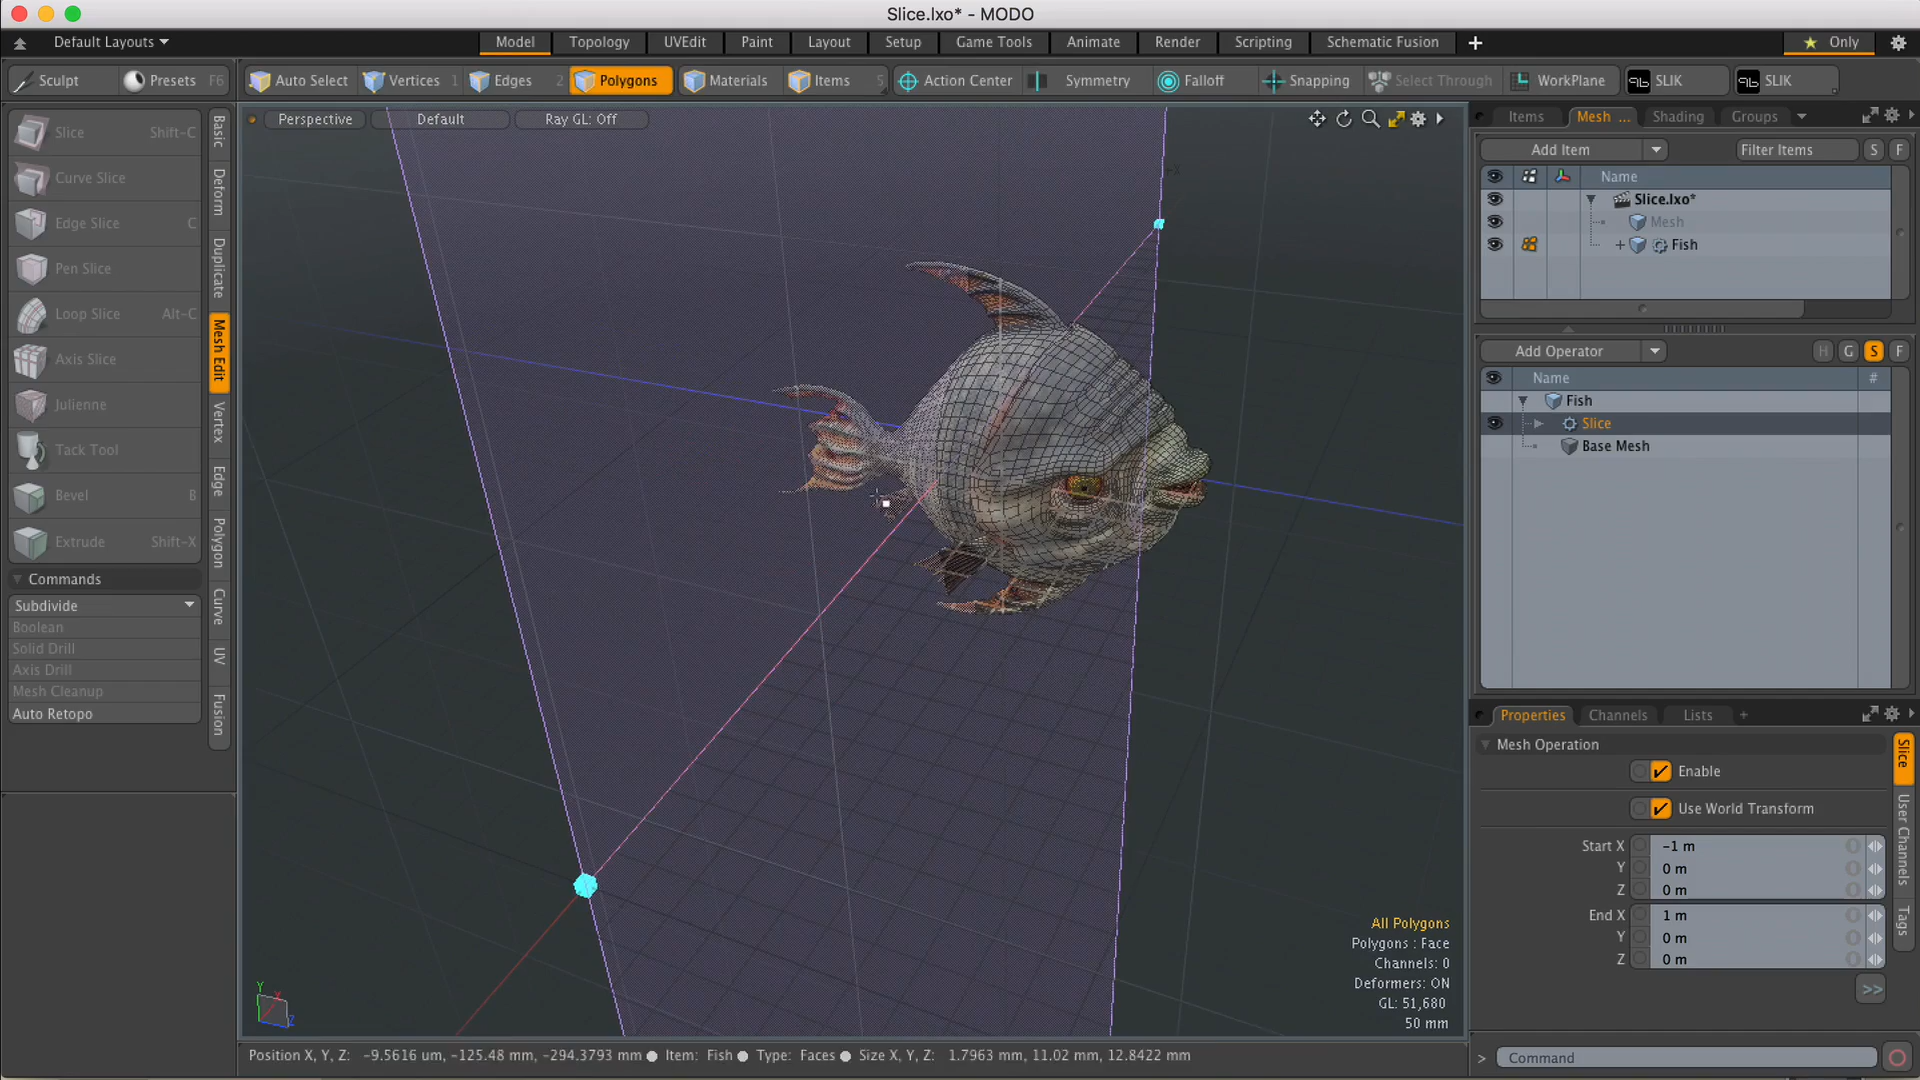 Slice.lxo* - MODO
Default Layouts
Model Topology UVEdit Paint Layout Setup Game Tools Animate Render Scripting Schematic Fusion + Only
Sculpt Presets F6 Auto Select Vertices 1 Edges 2 Polygons Materials Items 5 Action Center Symmetry Falloff Snapping Select Through WorkPlane SLIK SLIK
Slice Shift-C
Curve Slice
Edge Slice C
Pen Slice
Loop Slice Alt-C
Axis Slice
Julienne
Tack Tool
Bevel B
Extrude Shift-X
Commands
Subdivide
Boolean
Solid Drill
Axis Drill
Mesh Cleanup
Auto Retopo
Basic
Deform
Duplicate
Mesh Edit
Vertex
Edge
Polygon
Curve
UV
Fusion
Perspective Default Ray GL: Off
All Polygons
Polygons : Face
Channels: 0
Deformers: ON
GL: 51,680
50 mm
Y
X
Z
Position X, Y, Z: -9.5616 um, -125.48 mm, -294.3793 mm Item: Fish Type: Faces Size X, Y, Z: 1.7963 mm, 11.02 mm, 12.8422 mm
Items Mesh ... Shading Groups
Add Item Filter Items S F
Name
Slice.lxo*
Mesh
Fish
Add Operator H G S F
Name #
Fish
Slice
Base Mesh
Properties Channels Lists +
Mesh Operation
Enable
Use World Transform
Start X -1 m
Y 0 m
Z 0 m
End X 1 m
Y 0 m
Z 0 m
>>
Slice
User Channels
Tags
> Command